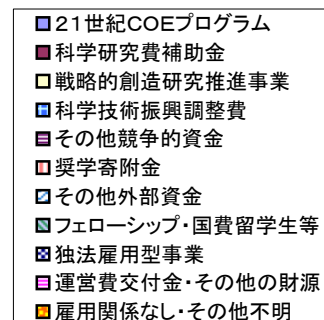 21世紀COEプログラム
科学研究費補助金
戦略的創造研究推進事業
科学技術振興調整費
その他競争的資金
奨学寄附金
その他外部資金
フェローシップ・国費留学生等
独法雇用型事業
運営費交付金・その他の財源
雇用関係なし・その他不明